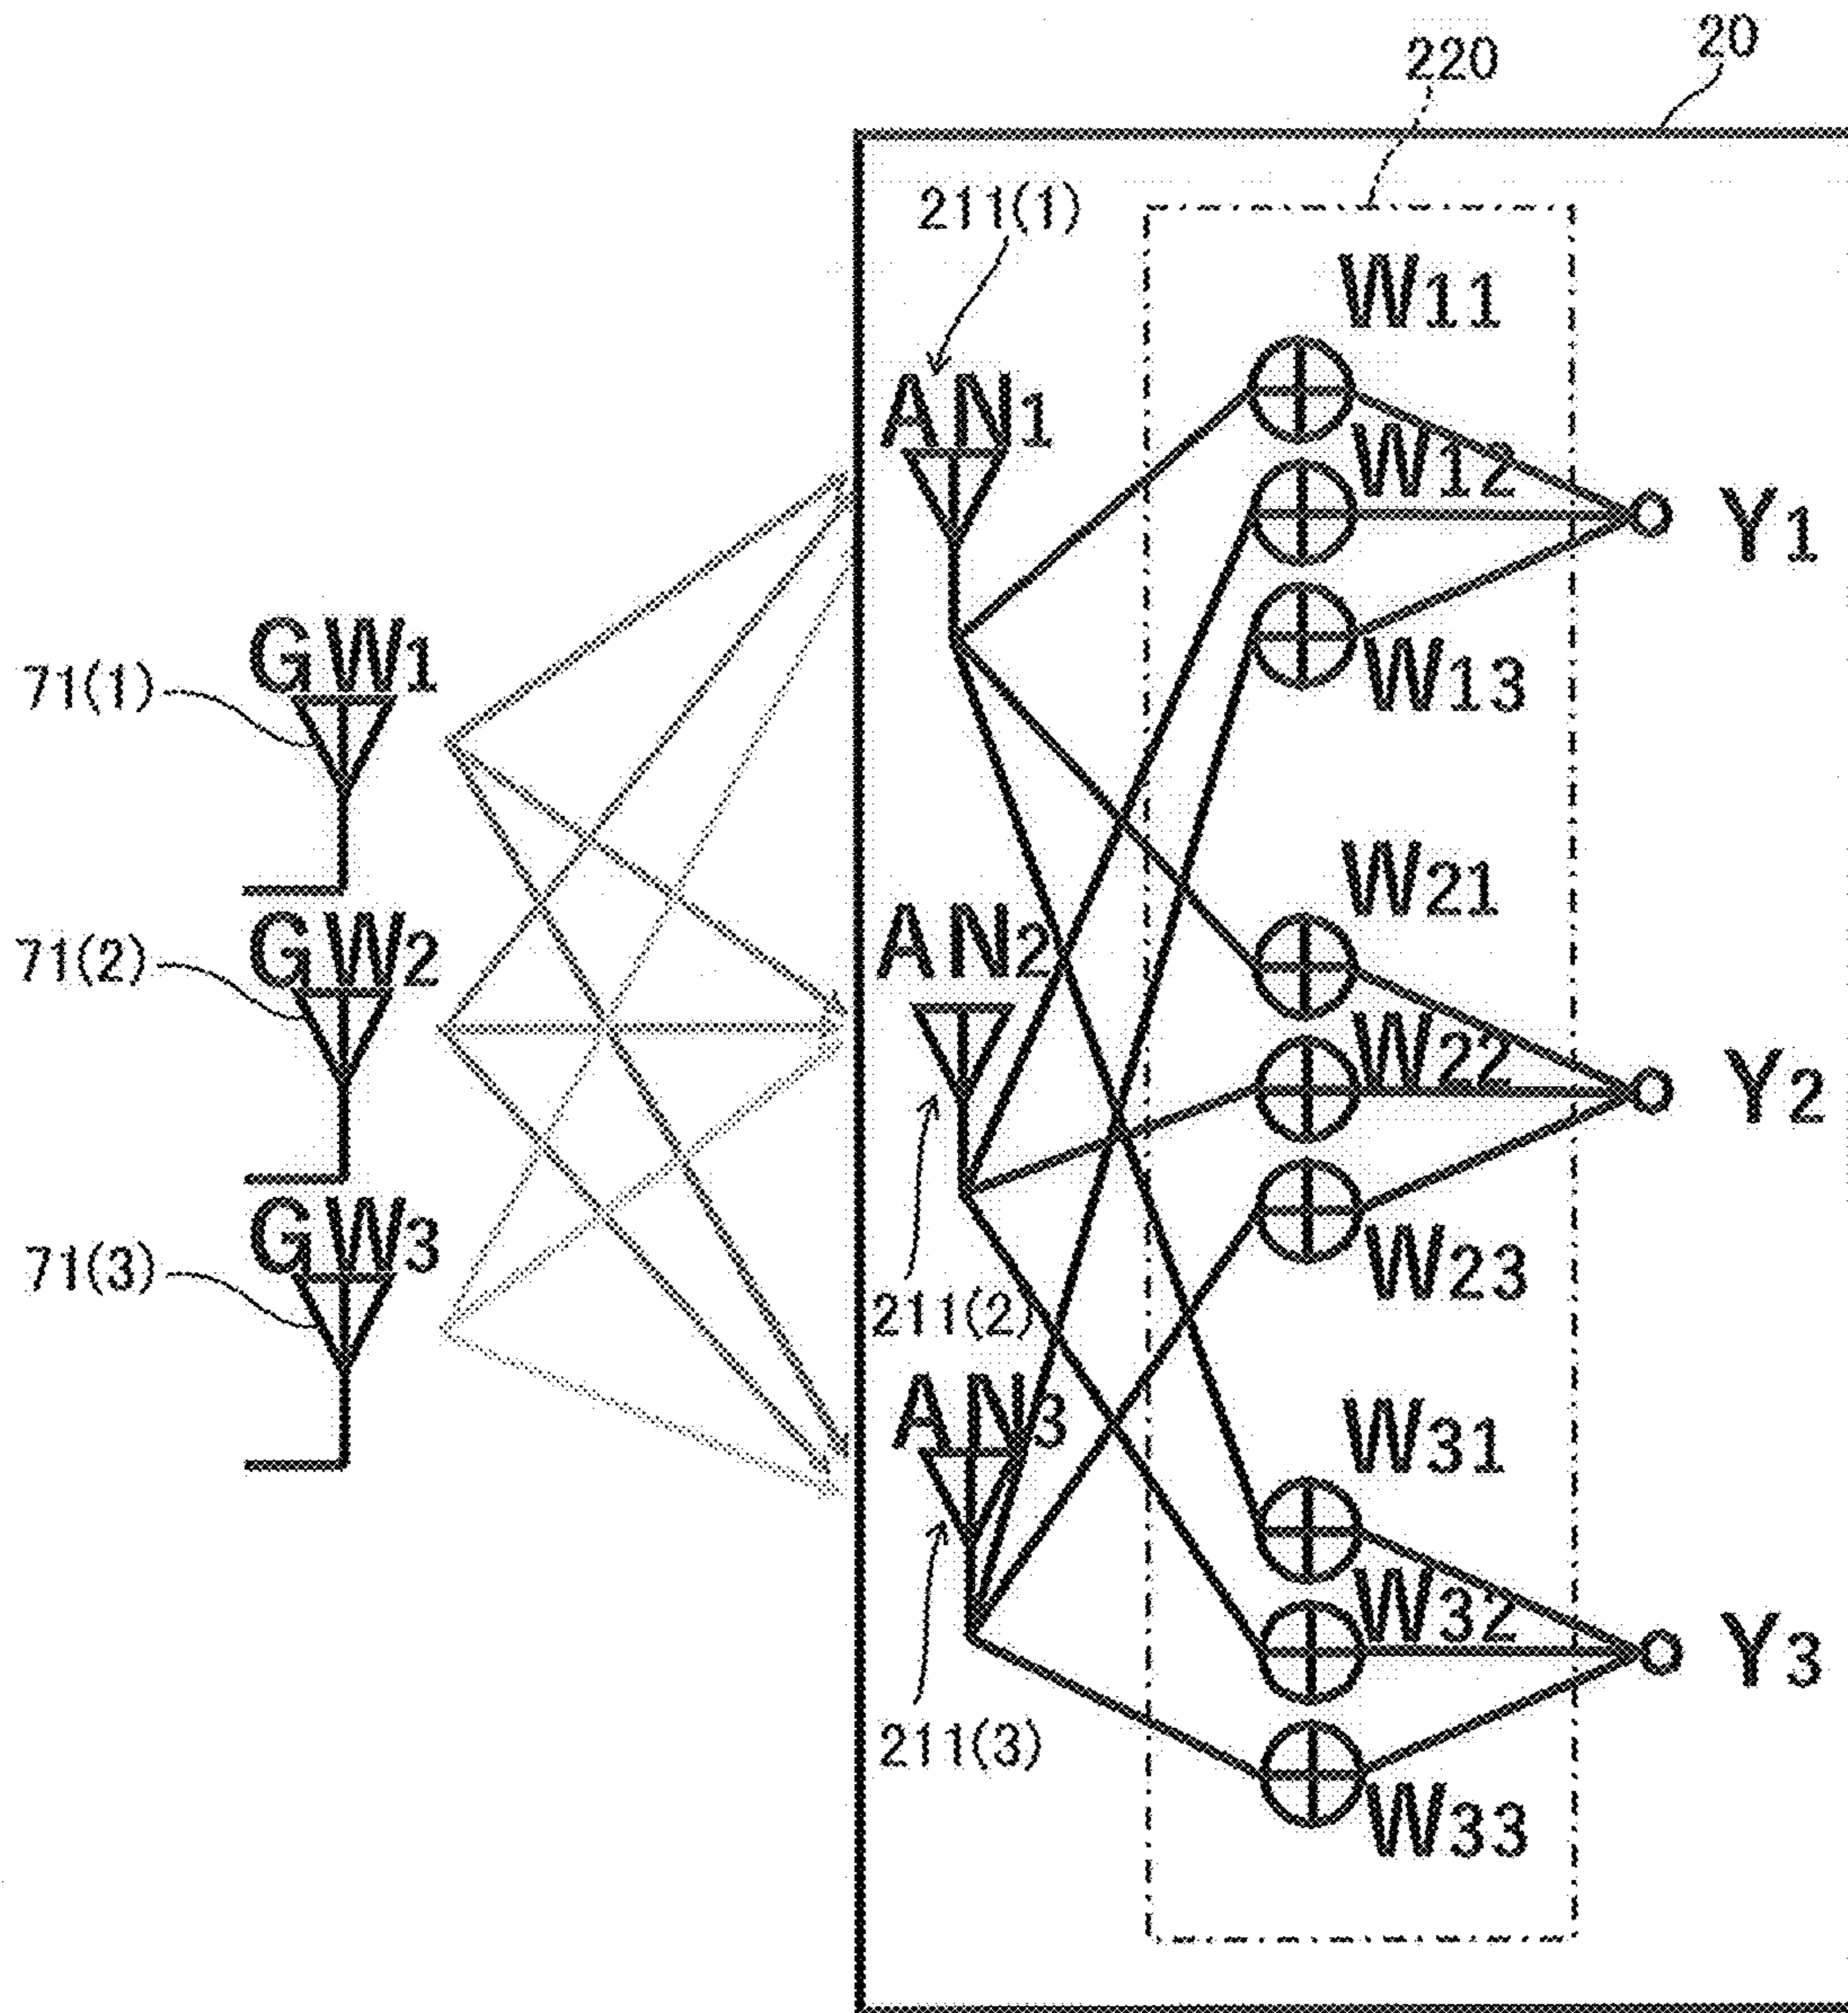 20
220
211(1)
W11
AN1
W12
Y1
GW1
71(1)
W13
W21
GW2
AN2
71(2)
W22
Y2
GW3
71(3)
W23
211(2)
AN3
W31
W32
Y3
211(3)
W33